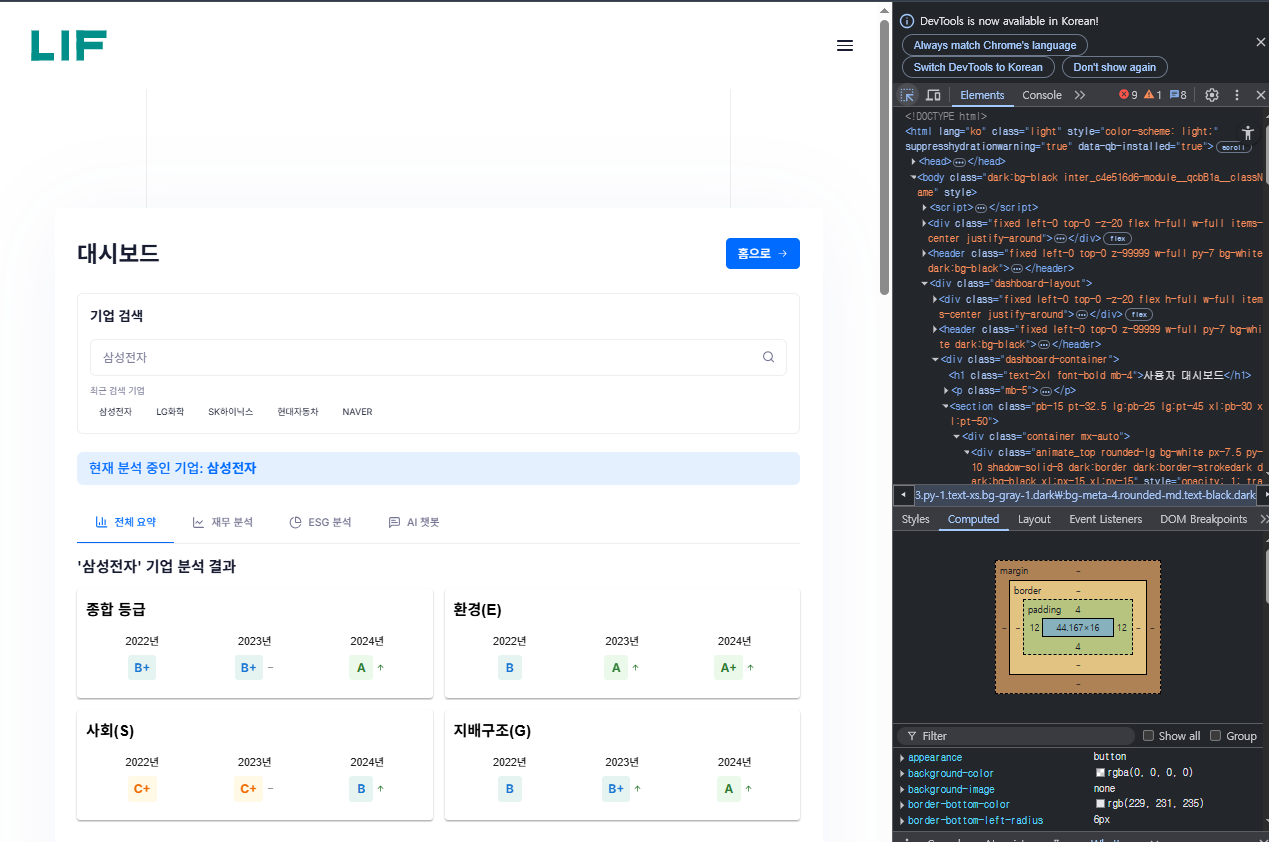 LIF
대시보드
홈으로 →
기업 검색
삼성전자
최근 검색 기업
삼성전자 LG화학 SK하이닉스 현대자동차 NAVER
현재 분석 중인 기업: 삼성전자
전체 요약 재무 분석 ESG 분석 AI 챗봇
'삼성전자' 기업 분석 결과
종합 등급
2022년 2023년 2024년
B+ B+ − A ↑
환경(E)
2022년 2023년 2024년
B A ↑ A+ ↑
사회(S)
2022년 2023년 2024년
C+ C+ − B ↑
지배구조(G)
2022년 2023년 2024년
B B+ ↑ A ↑
DevTools is now available in Korean!
Always match Chrome's language
Switch DevTools to Korean Don't show again
Elements Console 9 1 8
<!DOCTYPE html>
<html lang="ko" class="light" style="color-scheme: light;"
suppresshydrationwarning="true" data-qb-installed="true"> scroll
<head>⋯</head>
<body class="dark:bg-black inter_c4e516d6-module__qcbB1a__classN
ame" style>
<script>⋯</script>
<div class="fixed left-0 top-0 -z-20 flex h-full w-full items-
center justify-around">⋯</div> flex
<header class="fixed left-0 top-0 z-99999 w-full py-7 bg-white
dark:bg-black">⋯</header>
<div class="dashboard-layout">
<div class="fixed left-0 top-0 -z-20 flex h-full w-full item
s-center justify-around">⋯</div> flex
<header class="fixed left-0 top-0 z-99999 w-full py-7 bg-whi
te dark:bg-black">⋯</header>
<div class="dashboard-container">
<h1 class="text-2xl font-bold mb-4">사용자 대시보드</h1>
<p class="mb-5">⋯</p>
<section class="pb-15 pt-32.5 lg:pb-25 lg:pt-45 xl:pb-30 x
l:pt-50">
<div class="container mx-auto">
<div class="animate_top rounded-lg bg-white px-7.5 py-
10 shadow-solid-8 dark:border dark:border-strokedark d
ark:bg-black xl:px-15 xl:py-15" style="opacity: 1; tra
3.py-1.text-xs.bg-gray-1.dark\:bg-meta-4.rounded-md.text-black.dark
Styles Computed Layout Event Listeners DOM Breakpoints
margin −
border −
padding 4
− − 12 44.167×16 12 − −
4
−
−
Filter Show all Group
appearance button
background-color rgba(0, 0, 0, 0)
background-image none
border-bottom-color rgb(229, 231, 235)
border-bottom-left-radius 6px